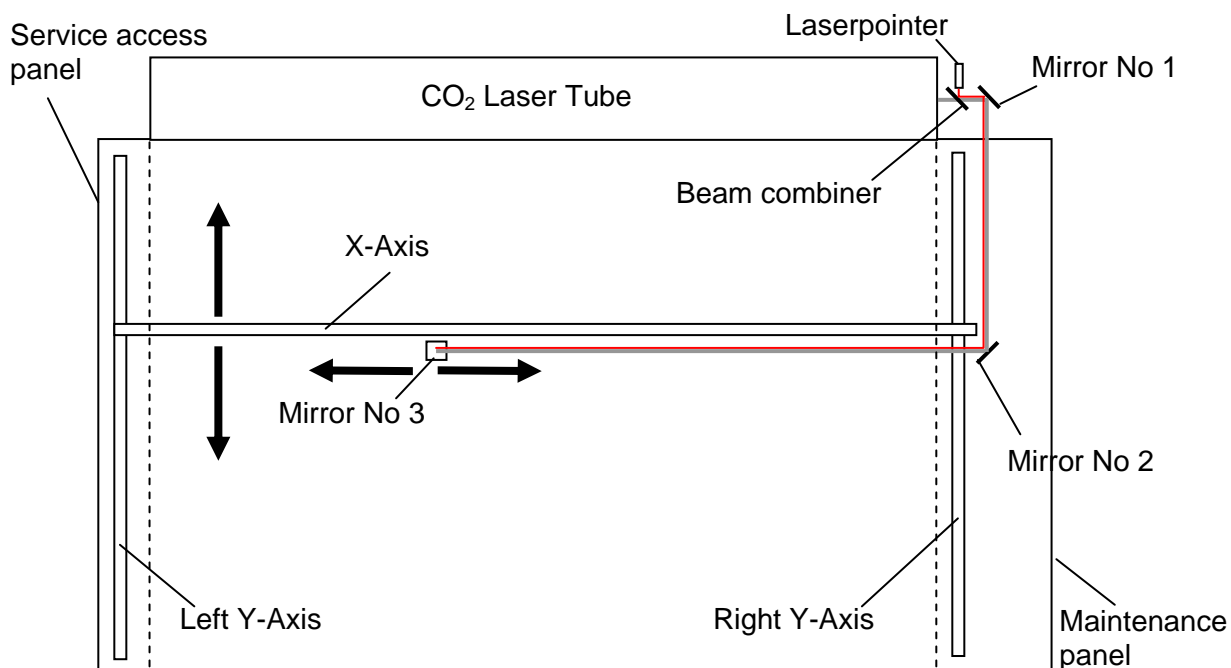 Service access
panel
Laserpointer
Mirror No 1
CO₂ Laser Tube
Beam combiner
X-Axis
Mirror No 3
Mirror No 2
Left Y-Axis
Right Y-Axis
Maintenance
panel